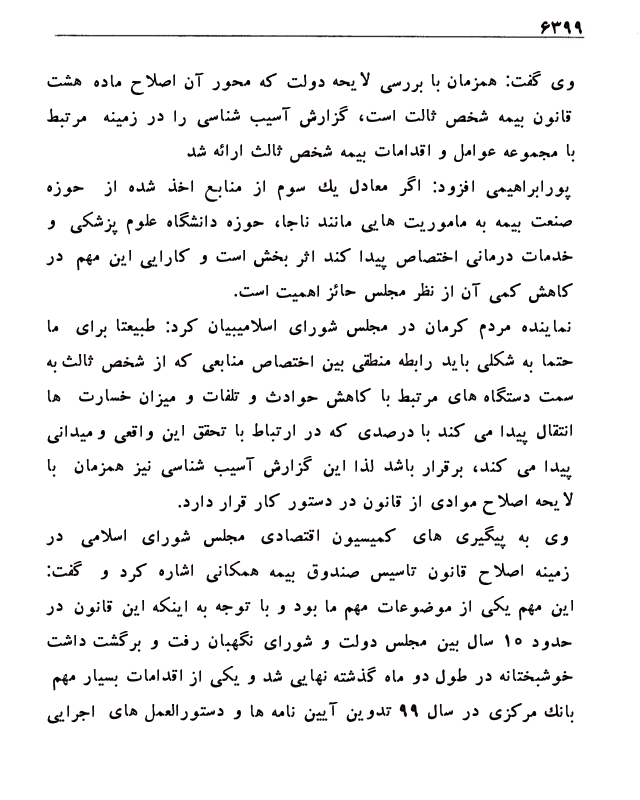 ۶۳۹۹
وی گفت: همزمان با بررسی لایحه دولت که محور آن اصلاح ماده هشت
قانون بیمه شخص ثالت است، گزارش آسیب شناسی را در زمینه مرتبط
با مجموعه عوامل و اقدامات بیمه شخص ثالث ارائه شد
پورابراهیمی افزود: اگر معادل یك سوم از منابع اخذ شده از حوزه
صنعت بیمه به ماموریت هایی مانند ناجا، حوزه دانشگاه علوم پزشکی و
خدمات درمانی اختصاص پیدا کند اثر بخش است و کارایی این مهم در
کاهش کمی آن از نظر مجلس حائز اهمیت است.
نماینده مردم کرمان در مجلس شورای اسلامیبیان کرد: طبیعتا برای ما
حتما به شکلی باید رابطه منطقی بین اختصاص منابعی که از شخص ثالث به
سمت دستگاه های مرتبط با کاهش حوادث و تلفات و میزان خسارت ها
انتقال پیدا می کند با درصدی که در ارتباط با تحقق این واقعی و میدانی
پیدا می کند، برقرار باشد لذا این گزارش آسیب شناسی نیز همزمان با
لایحه اصلاح موادی از قانون در دستور کار قرار دارد.
وی به پیگیری های کمیسیون اقتصادی مجلس شورای اسلامی در
زمینه اصلاح قانون تاسیس صندوق بیمه همکانی اشاره کرد و گفت:
این مهم یکی از موضوعات مهم ما بود و با توجه به اینکه این قانون در
حدود ۱۵ سال بین مجلس دولت و شورای نگهبان رفت و برگشت داشت
خوشبختانه در طول دو ماه گذشته نهایی شد و یکی از اقدامات بسیار مهم
بانك مرکزی در سال ۹۹ تدوین آیین نامه ها و دستورالعمل های اجرایی